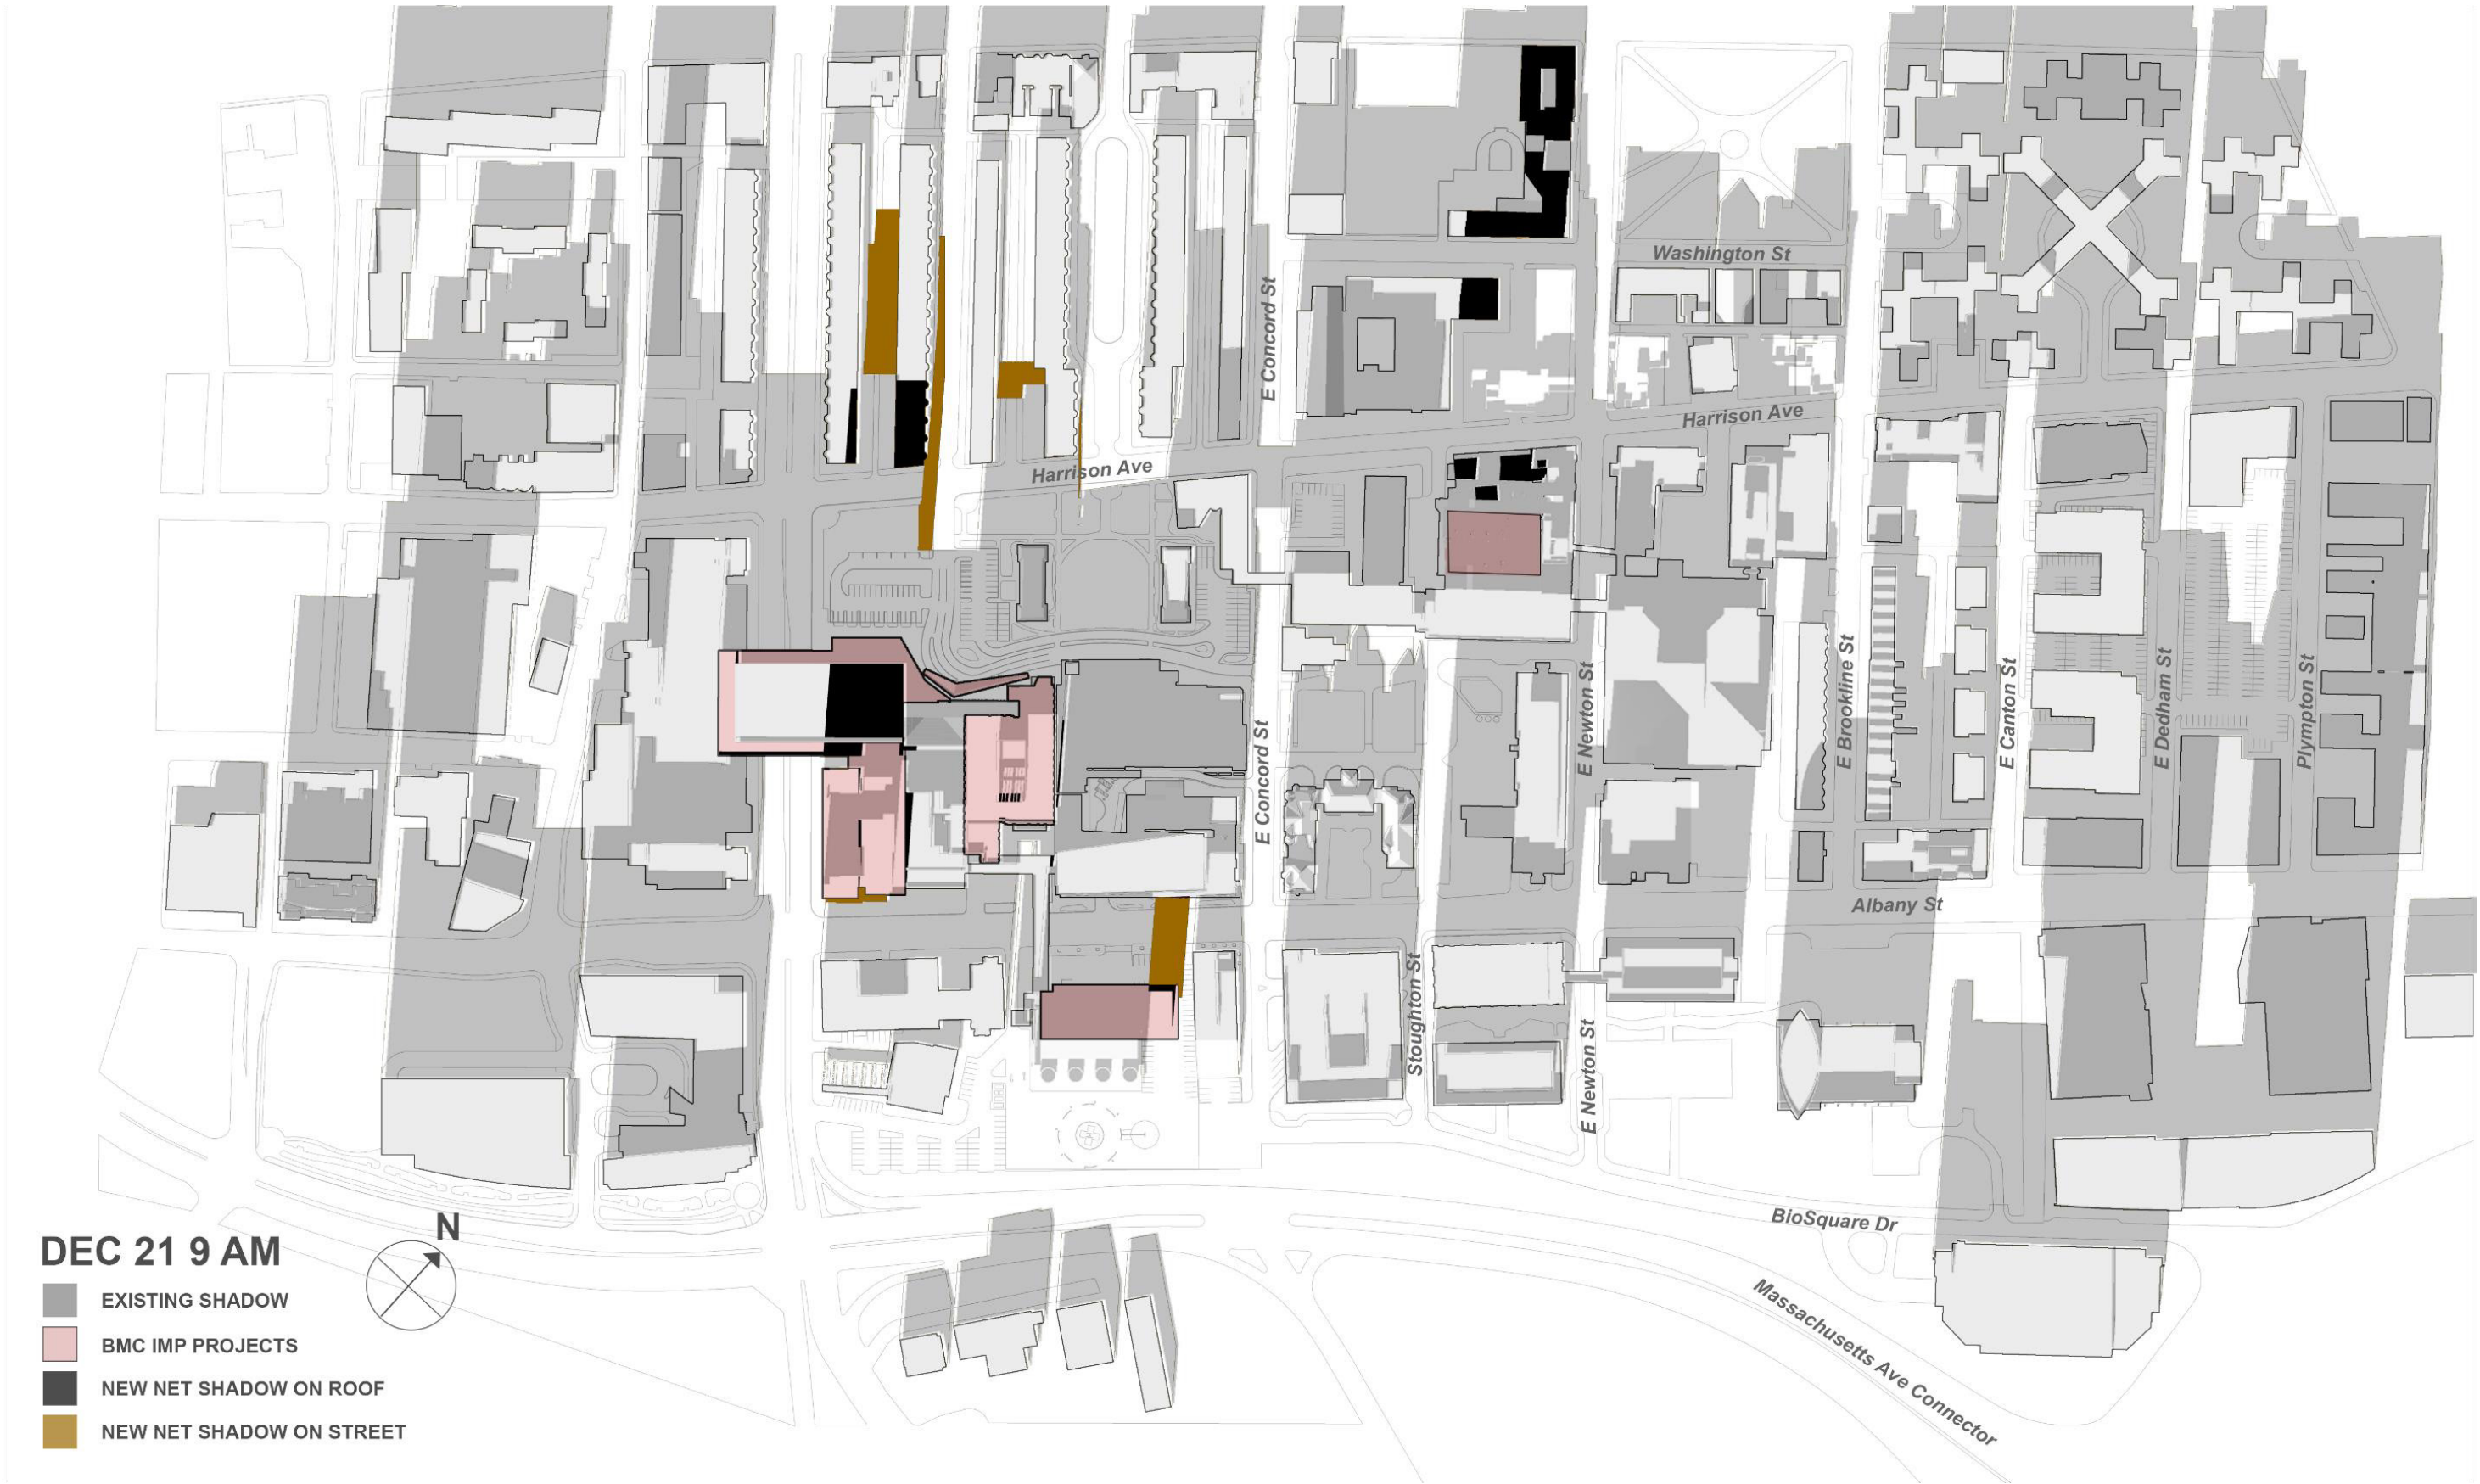 Washington St
E Concord St
Harrison Ave
Harrison Ave
E Brookline St
E Canton St
E Dedham St
Plympton St
E Newton St
E Concord St
Albany St
Stoughton St
E Newton St
BioSquare Dr
Massachusetts Ave Connector
N
DEC 21 9 AM
EXISTING SHADOW
BMC IMP PROJECTS
NEW NET SHADOW ON ROOF
NEW NET SHADOW ON STREET